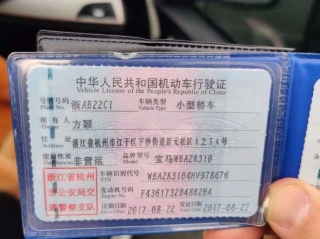 中华人民共和国机动车行驶证
Vehicle License of the People's Republic of China
号牌号码 浙AB22C1 车辆类型 小型轿车
Vehicle Type
所有人 方颖
住址 浙江省杭州市江干区下沙街道新元社区
使用性质 非营运 品牌型号 宝马WBA2K310
Model
浙江省杭州
市公安局交
通警察支队
车辆识别代号 WBA2K3104HV978676
VIN
发动机号码 F4361732B48B20A
注册日期 2017-08-22 发证日期 2017-08-22